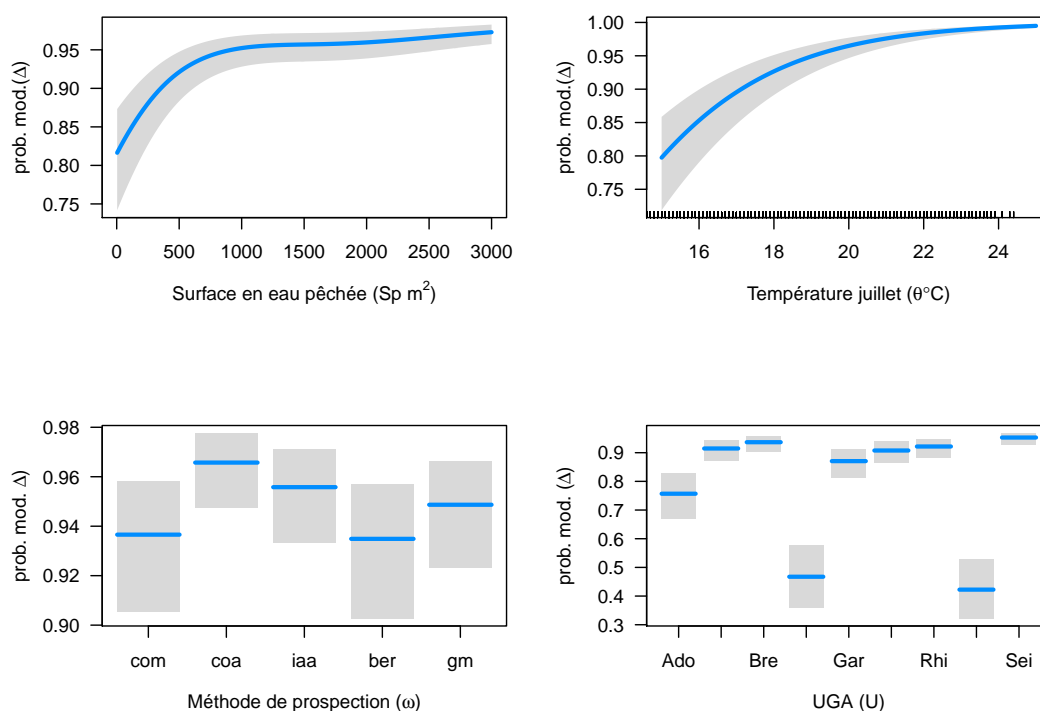 prob. mod.(Δ)
0.95
0.90
0.85
0.80
0.75
0 500 1000 1500 2000 2500 3000
Surface en eau pêchée (Sp m²)
prob. mod.(Δ)
1.00
0.95
0.90
0.85
0.80
0.75
16 18 20 22 24
Température juillet (θ°C)
prob. mod. Δ)
0.98
0.96
0.94
0.92
0.90
com coa iaa ber gm
Méthode de prospection (ω)
prob. mod. (Δ)
0.9
0.8
0.7
0.6
0.5
0.4
0.3
Ado Bre Gar Rhi Sei
UGA (U)